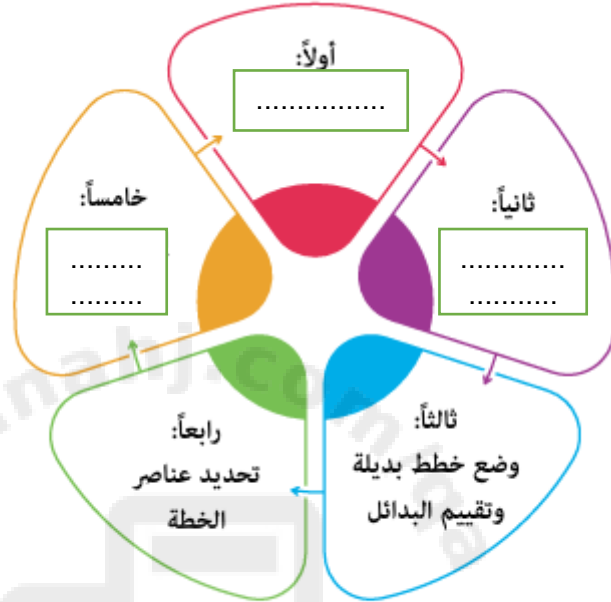 أولاً:
................
ثانياً:
.............
...........
ثالثاً:
وضع خطط بديلة
وتقييم البدائل
رابعاً:
تحديد عناصر
الخطة
خامساً:
.........
.........